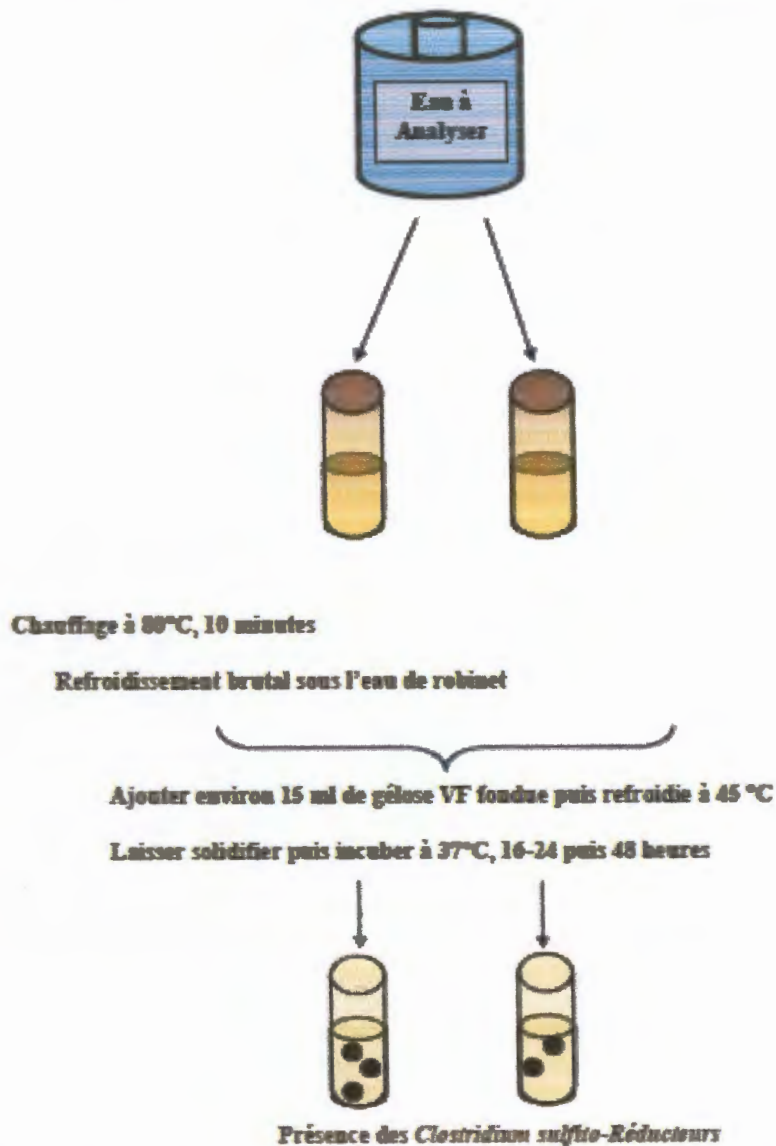 Eau à
Analyser
Chauffage à 80°C, 10 minutes
Refroidissement brutal sous l'eau de robinet
Ajouter environ 15 ml de gélose VF fondue puis refroidie à 45 °C
Laisser solidifier puis incuber à 37°C, 16-24 puis 48 heures
Présence des Clostridium sulfito-Réducteurs